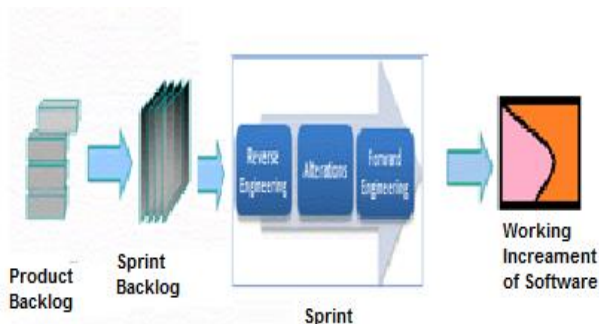 Reverse
Engineering
Alterations
Forward
Engineering
Product
Backlog
Sprint
Backlog
Sprint
Working
Increament
of Software